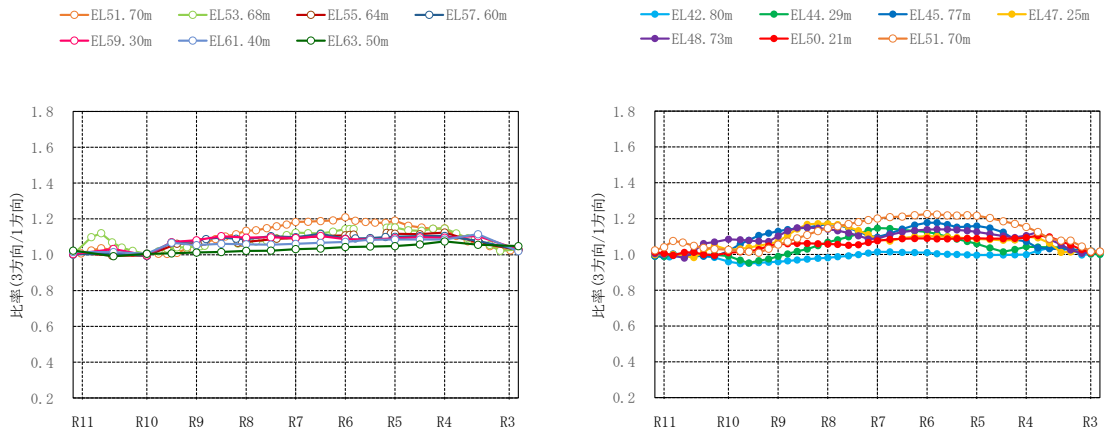 EL51.70m EL53.68m EL55.64m EL57.60m
EL59.30m EL61.40m EL63.50m
比率(3方向/1方向)
1.8
1.6
1.4
1.2
1.0
0.8
0.6
0.4
0.2
R11 R10 R9 R8 R7 R6 R5 R4 R3
EL42.80m EL44.29m EL45.77m EL47.25m
EL48.73m EL50.21m EL51.70m
比率(3方向/1方向)
1.8
1.6
1.4
1.2
1.0
0.8
0.6
0.4
0.2
R11 R10 R9 R8 R7 R6 R5 R4 R3